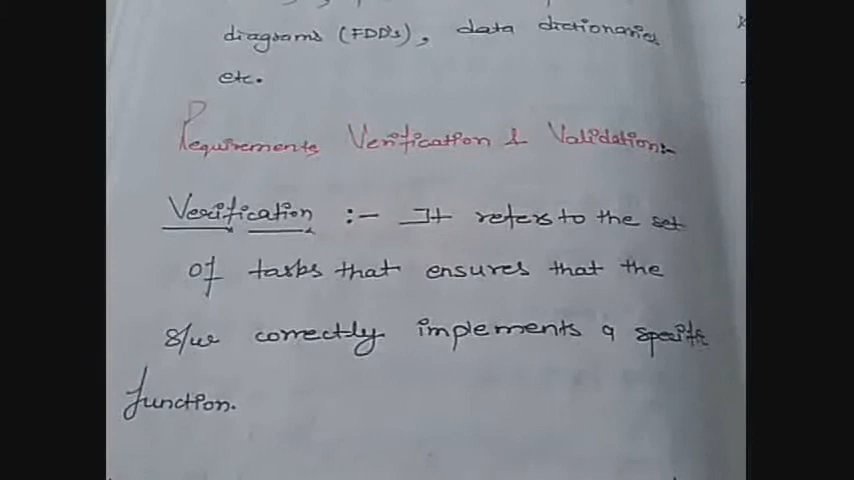 diagrams (FDD's), data dictionaries
etc.
Requirements Verification & Validation:-
Verification :- It refers to the set
of tasks that ensures that the
s/w correctly implements a specific
function.